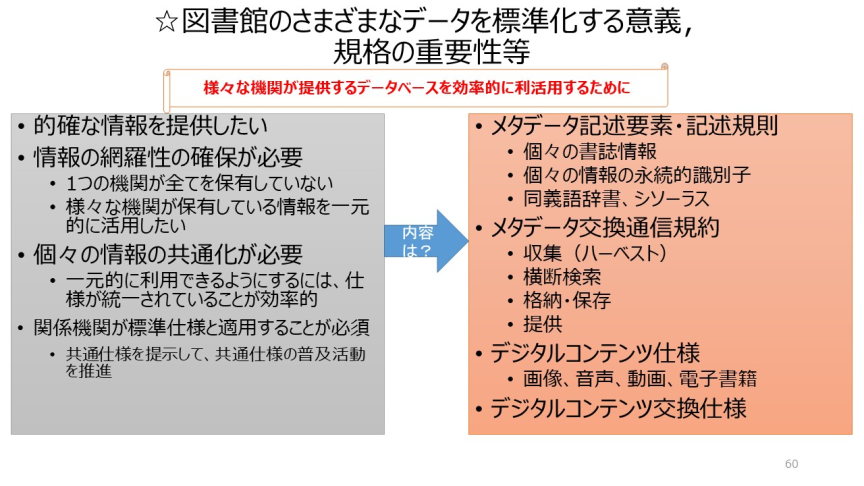 ☆図書館のさまざまなデータを標準化する意義,
規格の重要性等
様々な機関が提供するデータベースを効率的に利活用するために
• 的確な情報を提供したい
• 情報の網羅性の確保が必要
• 1つの機関が全てを保有していない
• 様々な機関が保有している情報を一元
的に活用したい
• 個々の情報の共通化が必要
• 一元的に利用できるようにするには、仕
様が統一されていることが効率的
• 関係機関が標準仕様と適用することが必須
• 共通仕様を提示して、共通仕様の普及活動
を推進
内容
は？
• メタデータ記述要素・記述規則
• 個々の書誌情報
• 個々の情報の永続的識別子
• 同義語辞書、シソーラス
• メタデータ交換通信規約
• 収集（ハーベスト）
• 横断検索
• 格納・保存
• 提供
• デジタルコンテンツ仕様
• 画像、音声、動画、電子書籍
• デジタルコンテンツ交換仕様
60